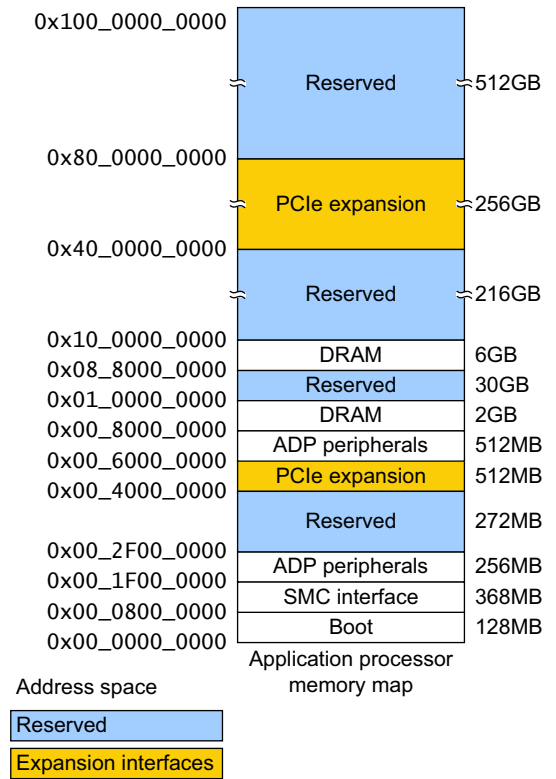 0x100_0000_0000
Reserved 512GB
0x80_0000_0000
PCIe expansion 256GB
0x40_0000_0000
Reserved 216GB
0x10_0000_0000
DRAM 6GB
0x08_8000_0000
Reserved 30GB
0x01_0000_0000
DRAM 2GB
0x00_8000_0000
ADP peripherals 512MB
0x00_6000_0000
PCIe expansion 512MB
0x00_4000_0000
Reserved 272MB
0x00_2F00_0000
ADP peripherals 256MB
0x00_1F00_0000
SMC interface 368MB
0x00_0800_0000
Boot 128MB
0x00_0000_0000
Application processor
memory map
Address space
Reserved
Expansion interfaces